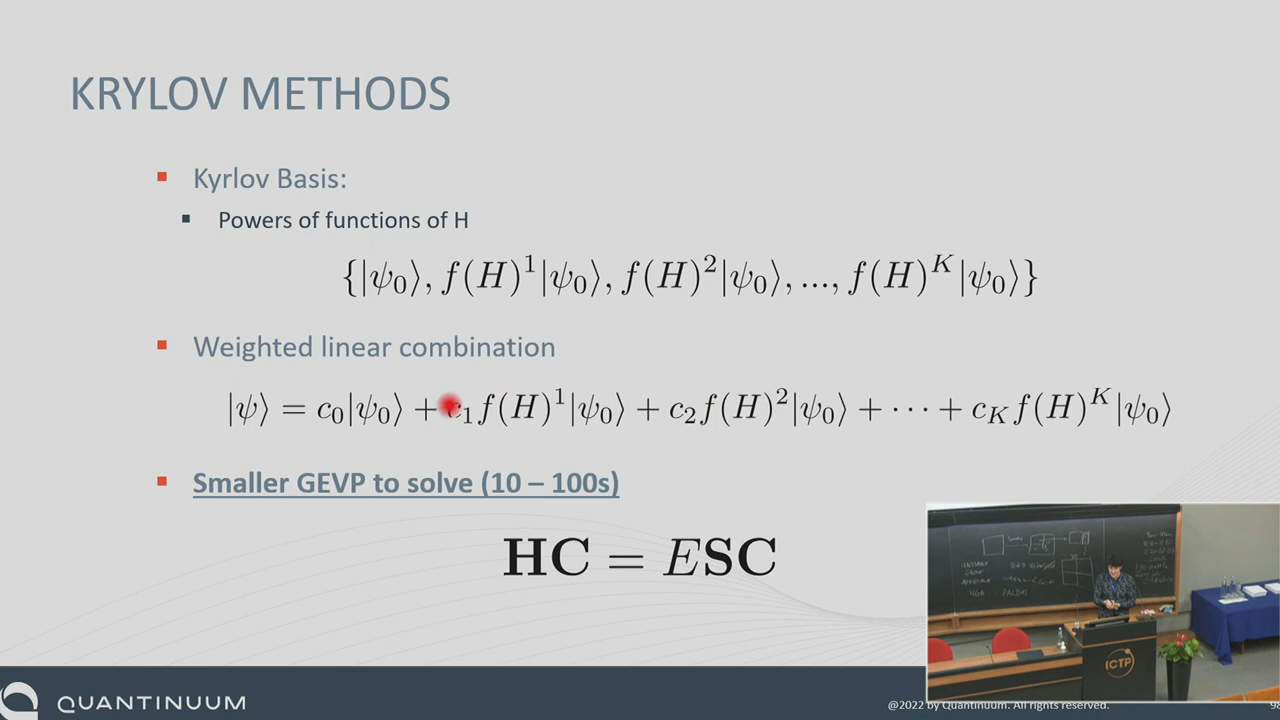 KRYLOV METHODS
Kyrlov Basis:
Powers of functions of H
{|ψ₀⟩, f(H)¹|ψ₀⟩, f(H)²|ψ₀⟩, ..., f(H)ᴷ|ψ₀⟩}
Weighted linear combination
|ψ⟩ = c₀|ψ₀⟩ + c₁f(H)¹|ψ₀⟩ + c₂f(H)²|ψ₀⟩ + ⋯ + c_K f(H)ᴷ|ψ₀⟩
Smaller GEVP to solve (10 – 100s)
HC = ESC
ICTP
QUANTINUUM
@2022 by Quantinuum. All rights reserved.